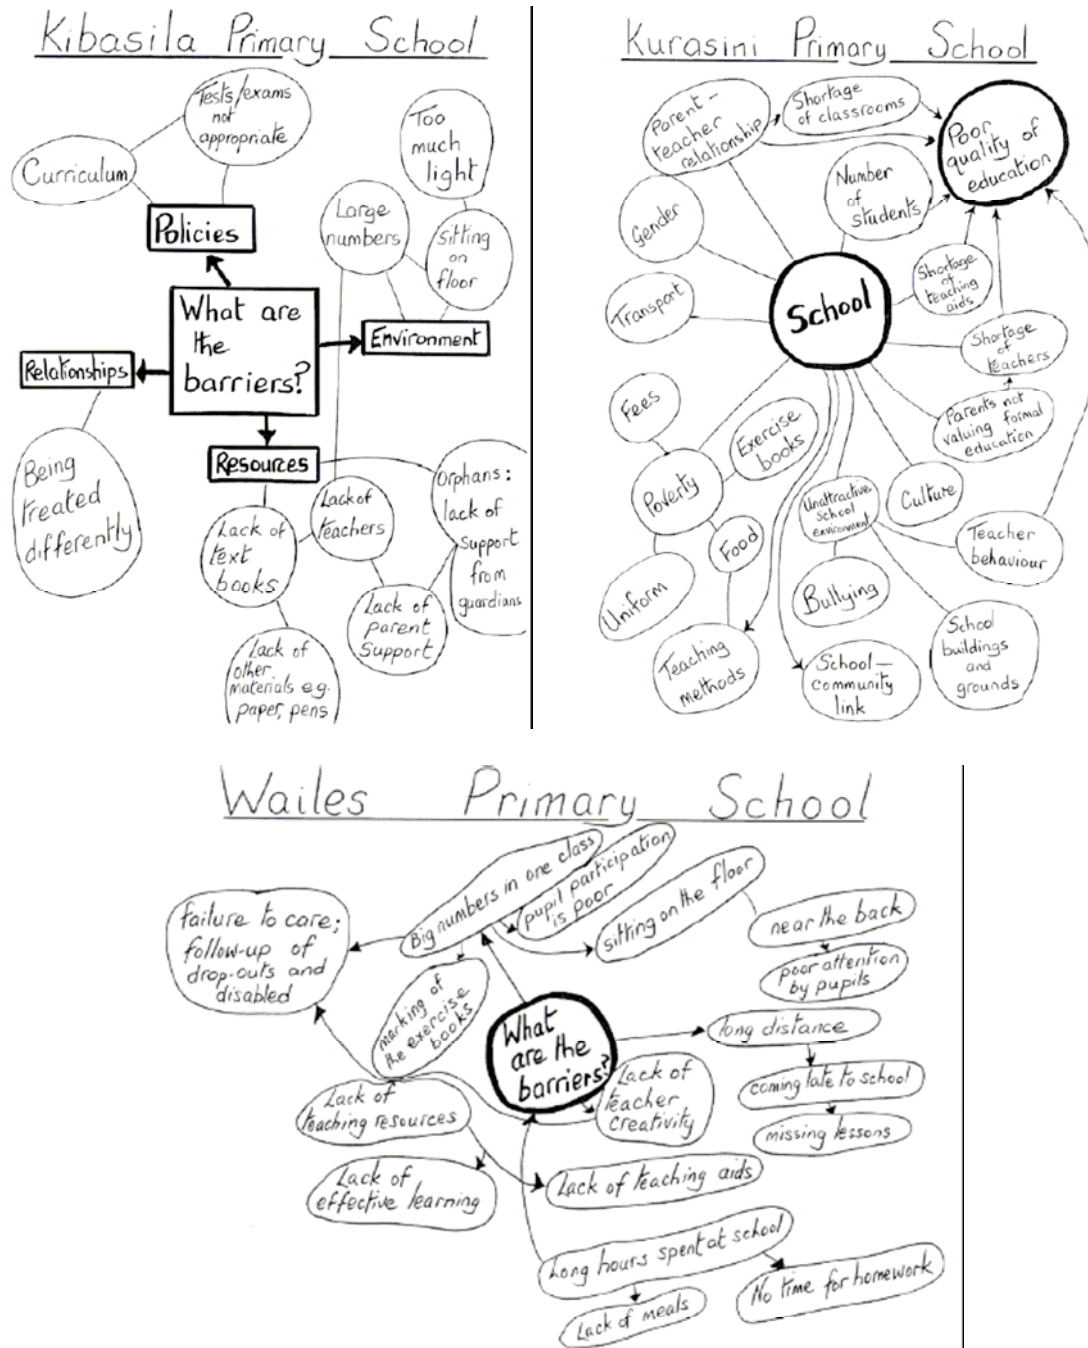 Kibasila Primary School
Tests/exams
not
appropriate
Curriculum
Policies
Too
much
light
Large
numbers
Sitting
on
floor
What are
the
barriers?
Environment
Relationships
Being
treated
differently
Resources
Lack of
text
books
Lack of
teachers
Orphans:
lack of
support
from
guardians
Lack of
parent
Support
Lack of
other
materials e.g.
paper, pens
Kurasini Primary School
Parent-
teacher
relationship
Shortage
of classrooms
Poor
quality of
education
Number
of
students
Gender
Transport
School
Shortage
of
teaching
aids
Shortage
of
teachers
Parents not
valuing formal
education
Fees
Exercise
books
Poverty
Food
Uniform
Teaching
methods
Unattractive
school
environment
Culture
Teacher
behaviour
Bullying
School-
community
link
School
buildings
and
grounds
Wailes Primary School
Big numbers in one class
pupil participation
is poor
sitting on the floor
near the back
poor attention
by pupils
failure to care;
follow-up of
drop-outs and
disabled
marking of
the exercise
books
What
are the
barriers?
long distance
coming late to school
missing lessons
Lack of
teacher
creativity
Lack of
teaching resources
Lack of
effective learning
Lack of teaching aids
Long hours spent at school
No time for homework
Lack of meals